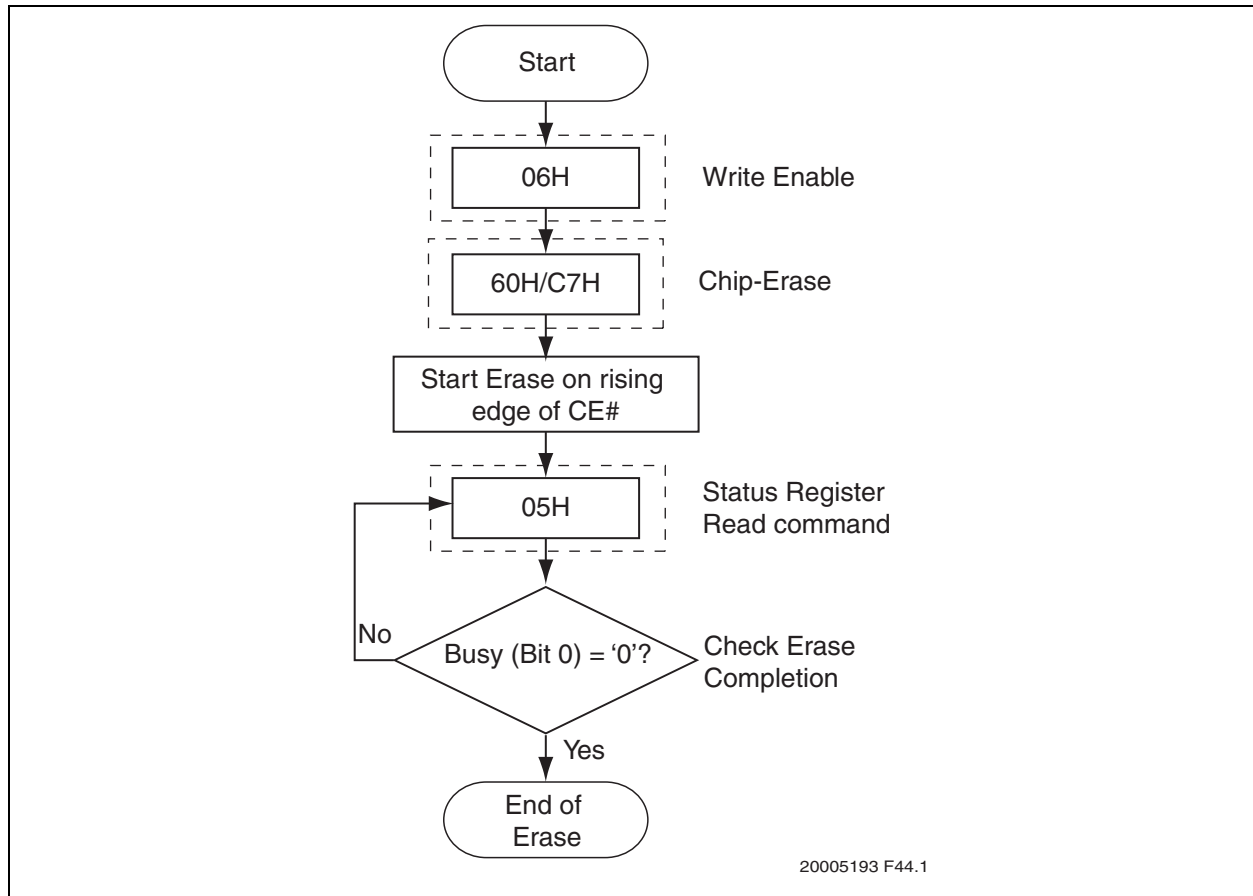 Start
06H
Write Enable
60H/C7H
Chip-Erase
Start Erase on rising
edge of CE#
05H
Status Register
Read command
No
Busy (Bit 0) = ‘0’?
Check Erase
Completion
Yes
End of
Erase
20005193 F44.1